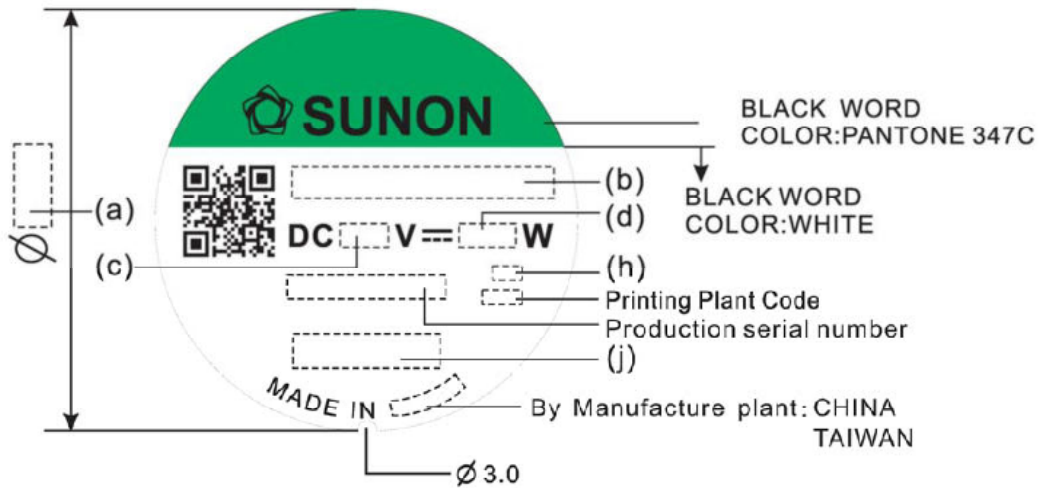 SUNON
BLACK WORD
COLOR:PANTONE 347C
(a)
(b)
BLACK WORD
COLOR:WHITE
(d)
DC V W
(c)
(h)
Printing Plant Code
Production serial number
(j)
MADE IN
By Manufacture plant: CHINA
TAIWAN
Ø
Ø 3.0